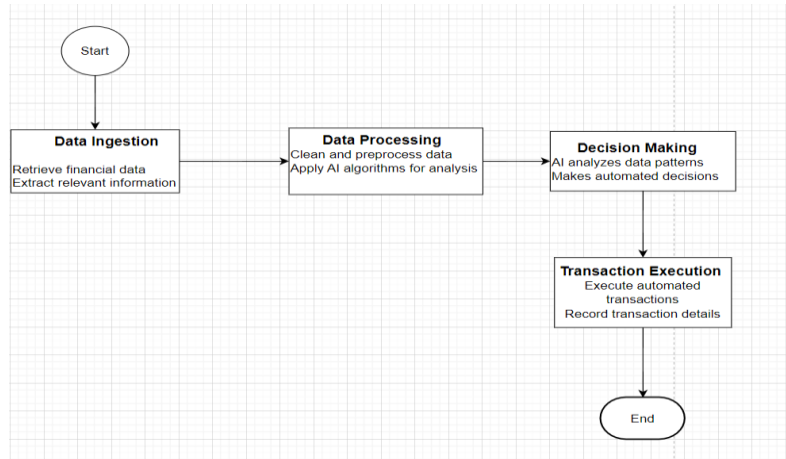 Start
Data Ingestion
Retrieve financial data
Extract relevant information
Data Processing
Clean and preprocess data
Apply AI algorithms for analysis
Decision Making
AI analyzes data patterns
Makes automated decisions
Transaction Execution
Execute automated
transactions
Record transaction details
End